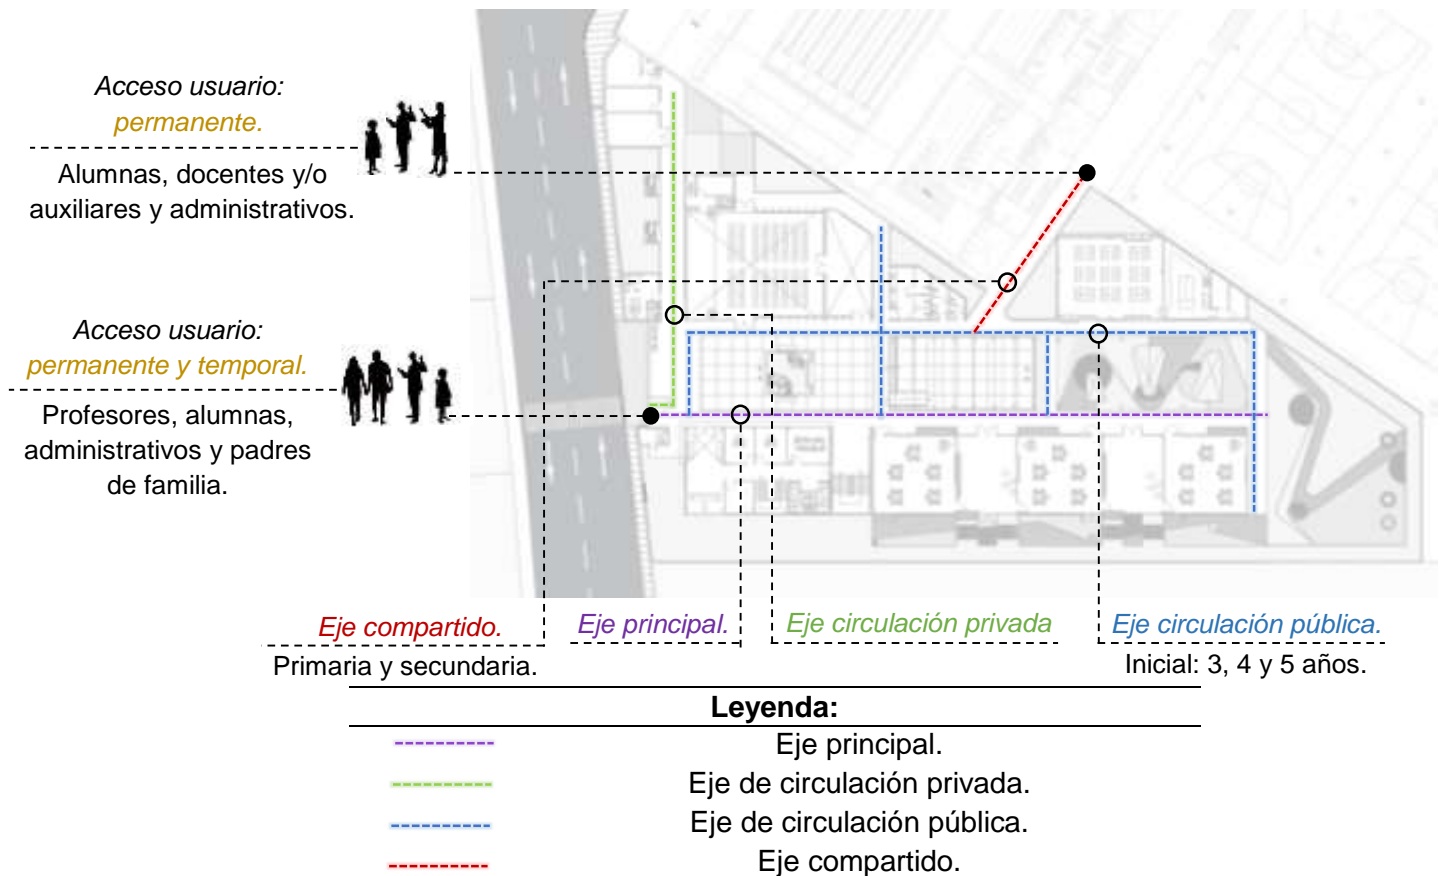 Acceso usuario:
permanente.
Alumnas, docentes y/o
auxiliares y administrativos.
Acceso usuario:
permanente y temporal.
Profesores, alumnas,
administrativos y padres
de familia.
Eje compartido.
Primaria y secundaria.
Eje principal.
Eje circulación privada
Eje circulación pública.
Inicial: 3, 4 y 5 años.
Leyenda:
Eje principal.
Eje de circulación privada.
Eje de circulación pública.
Eje compartido.